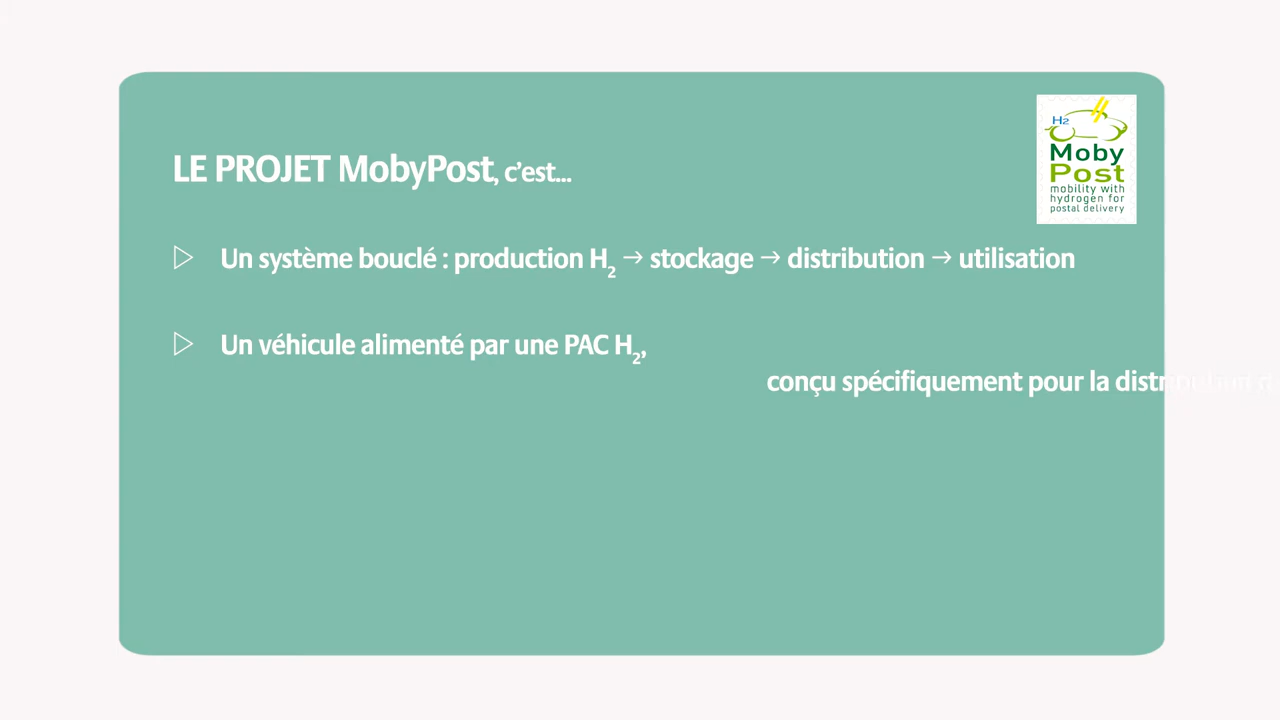 LE PROJET MobyPost, c'est...
H2
Moby
Post
mobility with
hydrogen for
postal delivery
▷ Un système bouclé : production H₂ → stockage → distribution → utilisation
▷ Un véhicule alimenté par une PAC H₂,
conçu spécifiquement pour la distribution